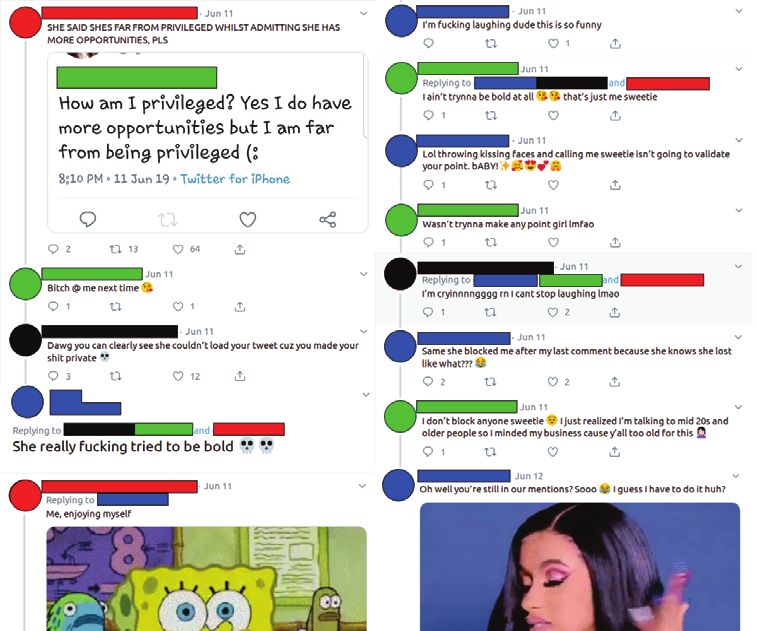 · Jun 11
SHE SAID SHES FAR FROM PRIVILEGED WHILST ADMITTING SHE HAS
MORE OPPORTUNITIES, PLS
How am I privileged? Yes I do have
more opportunities but I am far
from being privileged (:
8:10 PM · 11 Jun 19 · Twitter for iPhone
2 13 64
Jun 11
Bitch @ me next time 😘
1 1
· Jun 11
Dawg you can clearly see she couldn't load your tweet cuz you made your
shit private 💀
3 12
Replying to and
She really fucking tried to be bold 💀 💀
· Jun 11
Replying to
Me, enjoying myself
· Jun 11
I'm fucking laughing dude this is so funny
1
Jun 11
Replying to and
I ain't trynna be bold at all 😘 😘 that's just me sweetie
1
· Jun 11
Lol throwing kissing faces and calling me sweetie isn't going to validate
your point. bABY!✨🥰😍💕🤗
1
Jun 11
Wasn't trynna make any point girl lmfao
1
· Jun 11
Replying to and
I'm cryinnnngggg rn I cant stop laughing lmao
1 2
· Jun 11
Same she blocked me after my last comment because she knows she lost
like what??? 😂
2 2
Jun 11
I don't block anyone sweetie 😌 I just realized I'm talking to mid 20s and
older people so I minded my business cause y'all too old for this 💆🏻
1
Jun 12
Oh well you're still in our mentions? Sooo 😂 I guess I have to do it huh?